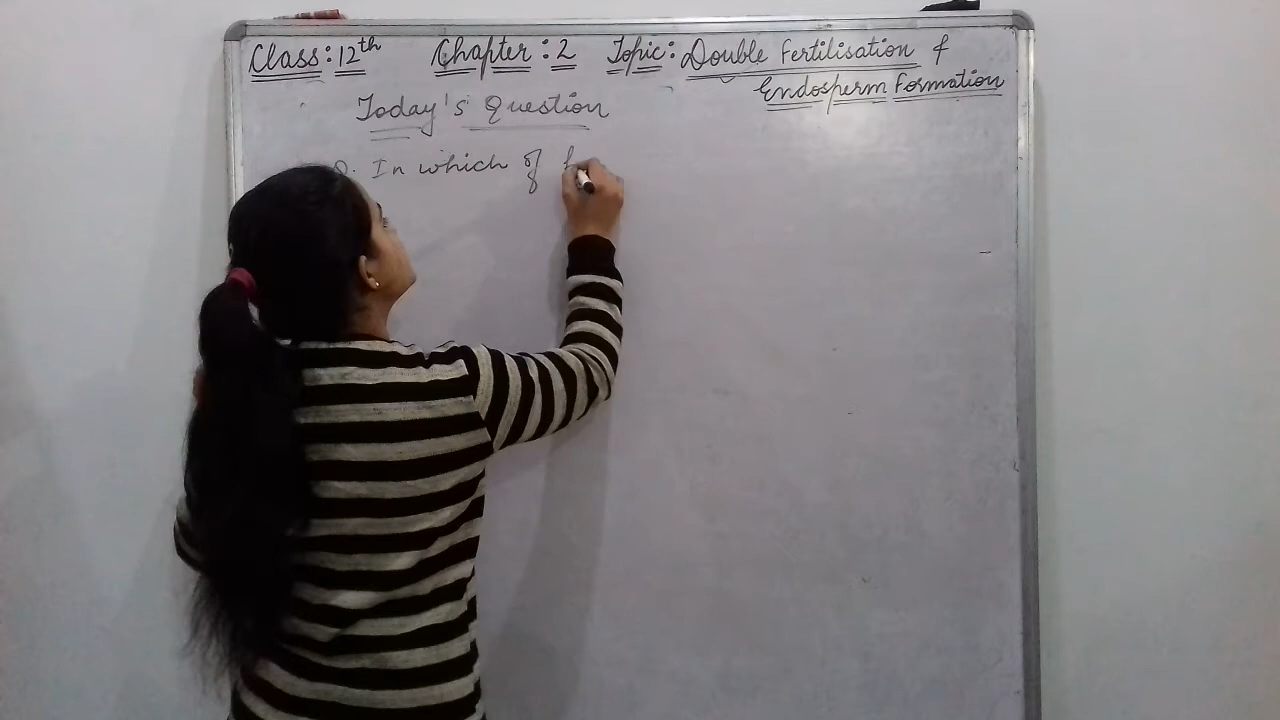 Class: 12th Chapter: 2 Topic: Double Fertilisation &
Endosperm Formation
Today's Question
Q. In which of